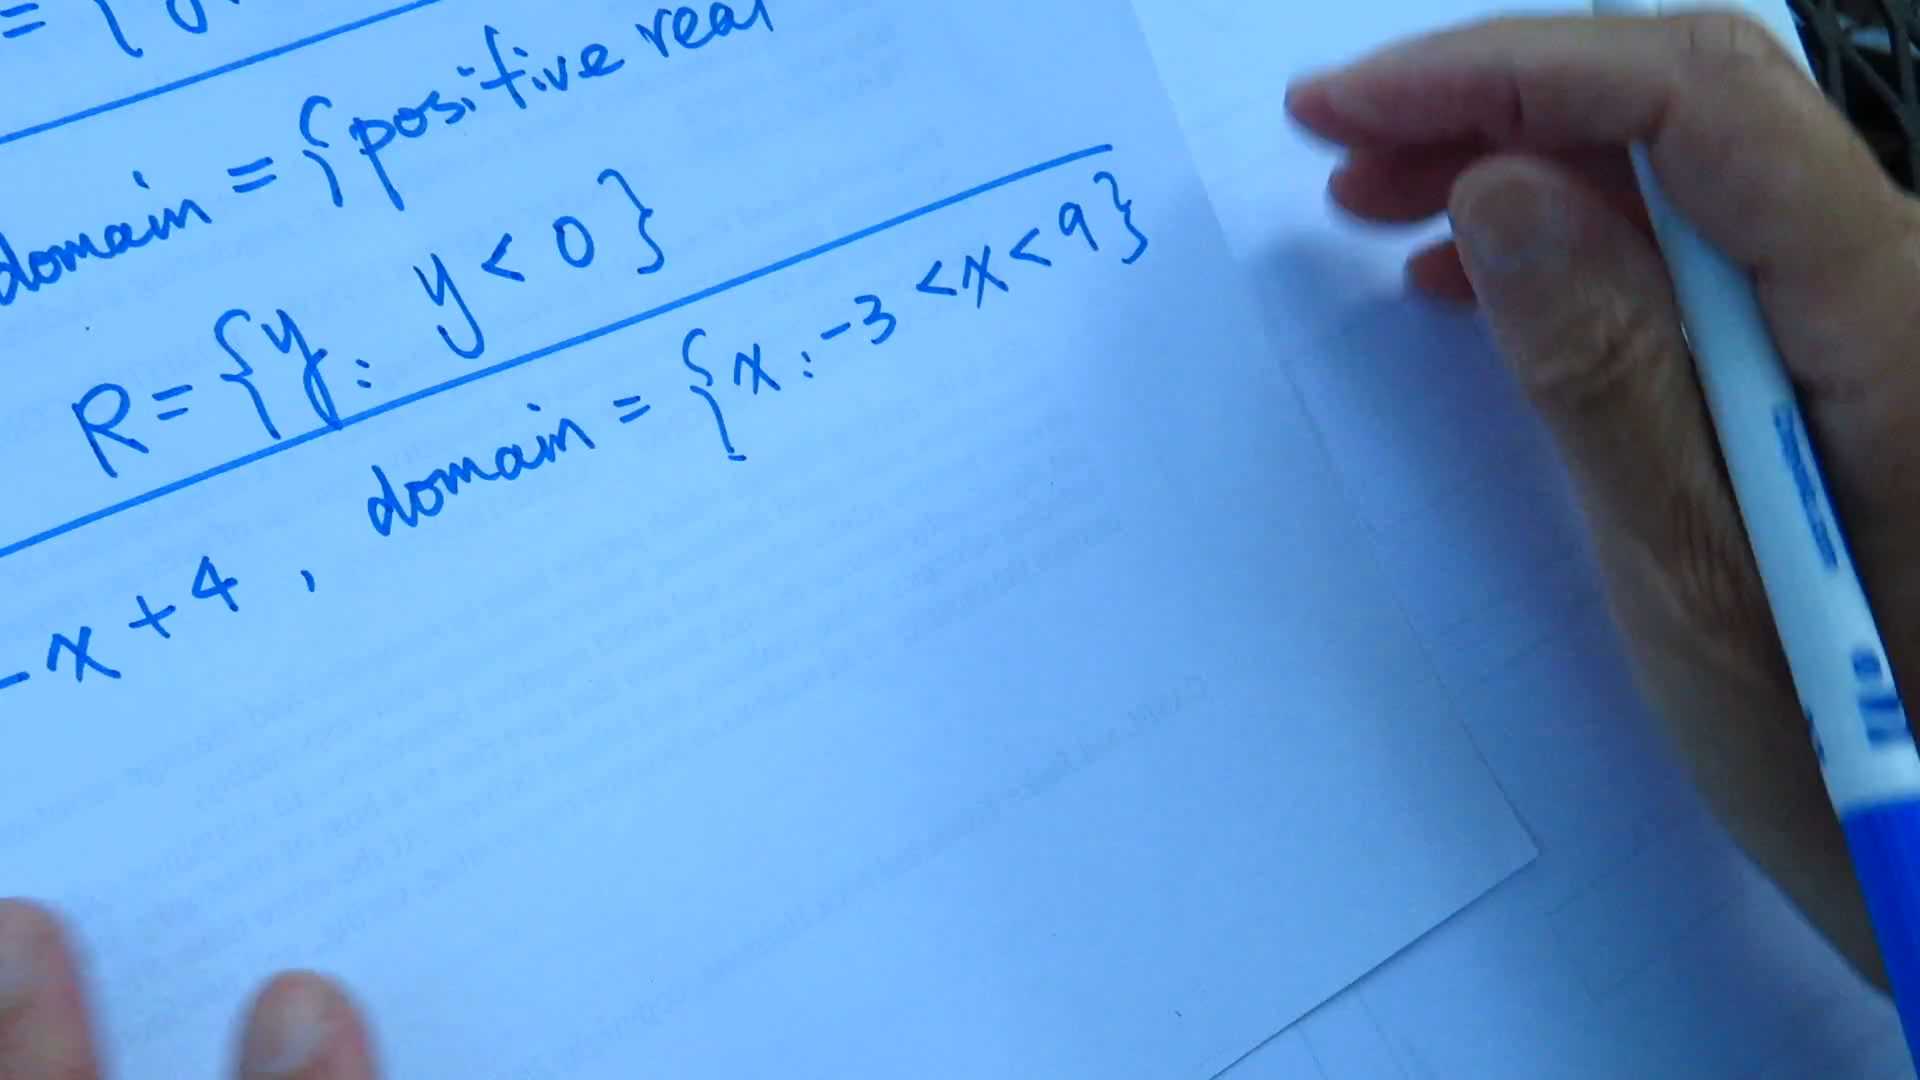 = {
domain = {positive real
R = {y: y < 0}
-x + 4, domain = {x: -3 < x < 9}